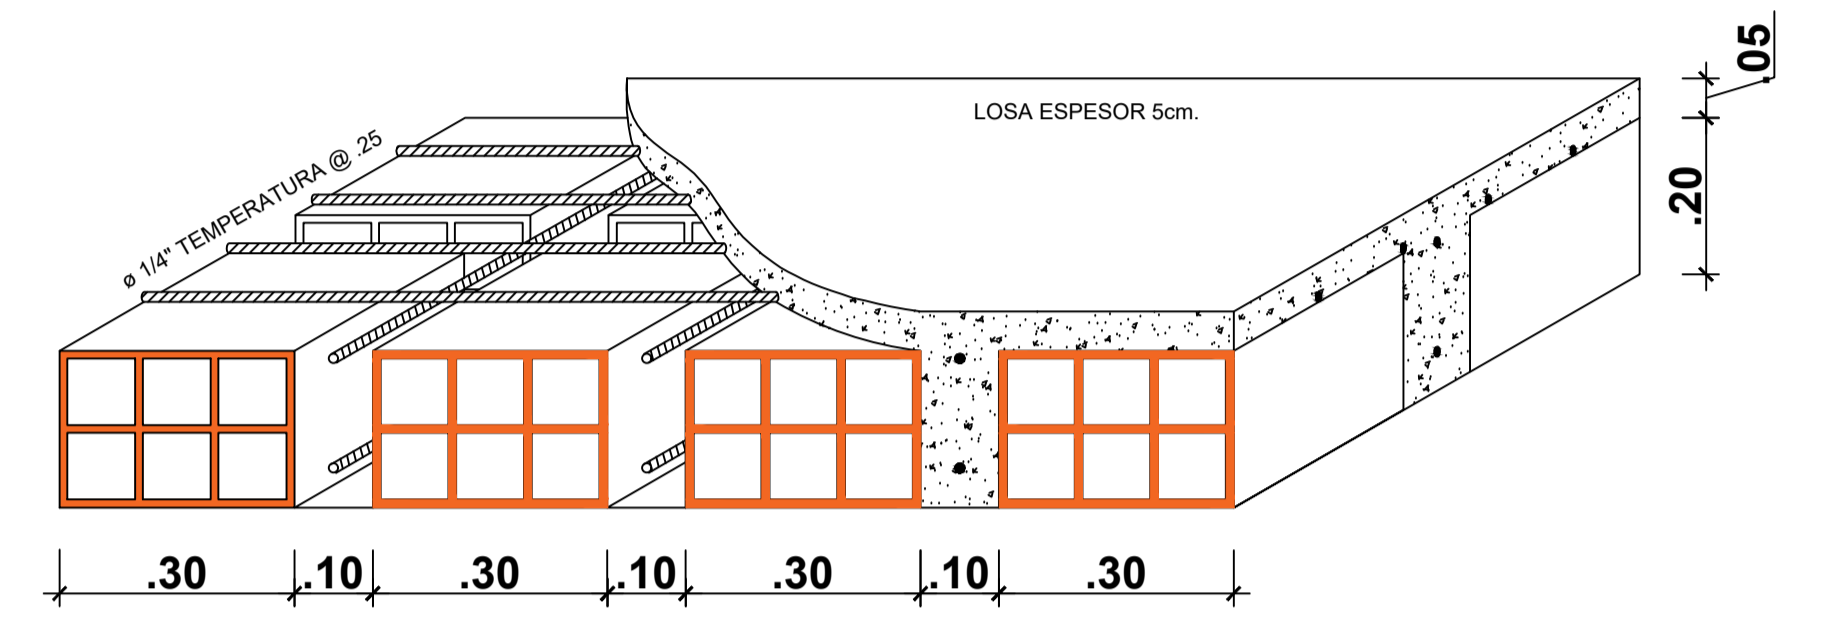 .05
LOSA ESPESOR 5cm.
ø 1/4" TEMPERATURA @ .25
.20
.30 .10 .30 .10 .30 .10 .30